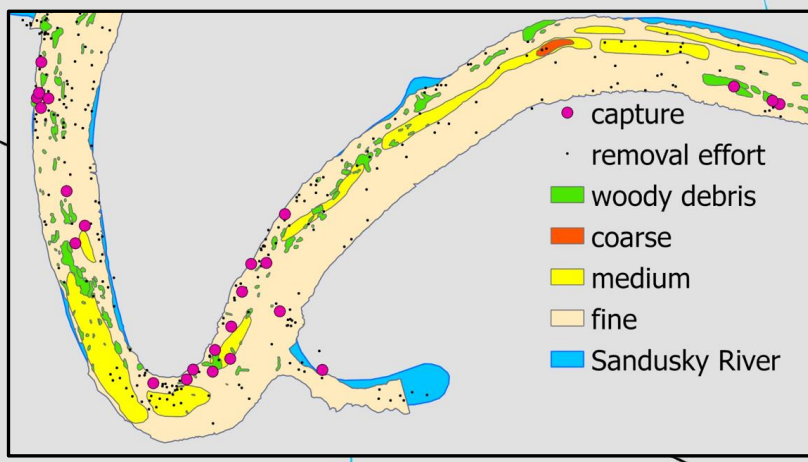 capture
removal effort
woody debris
coarse
medium
fine
Sandusky River